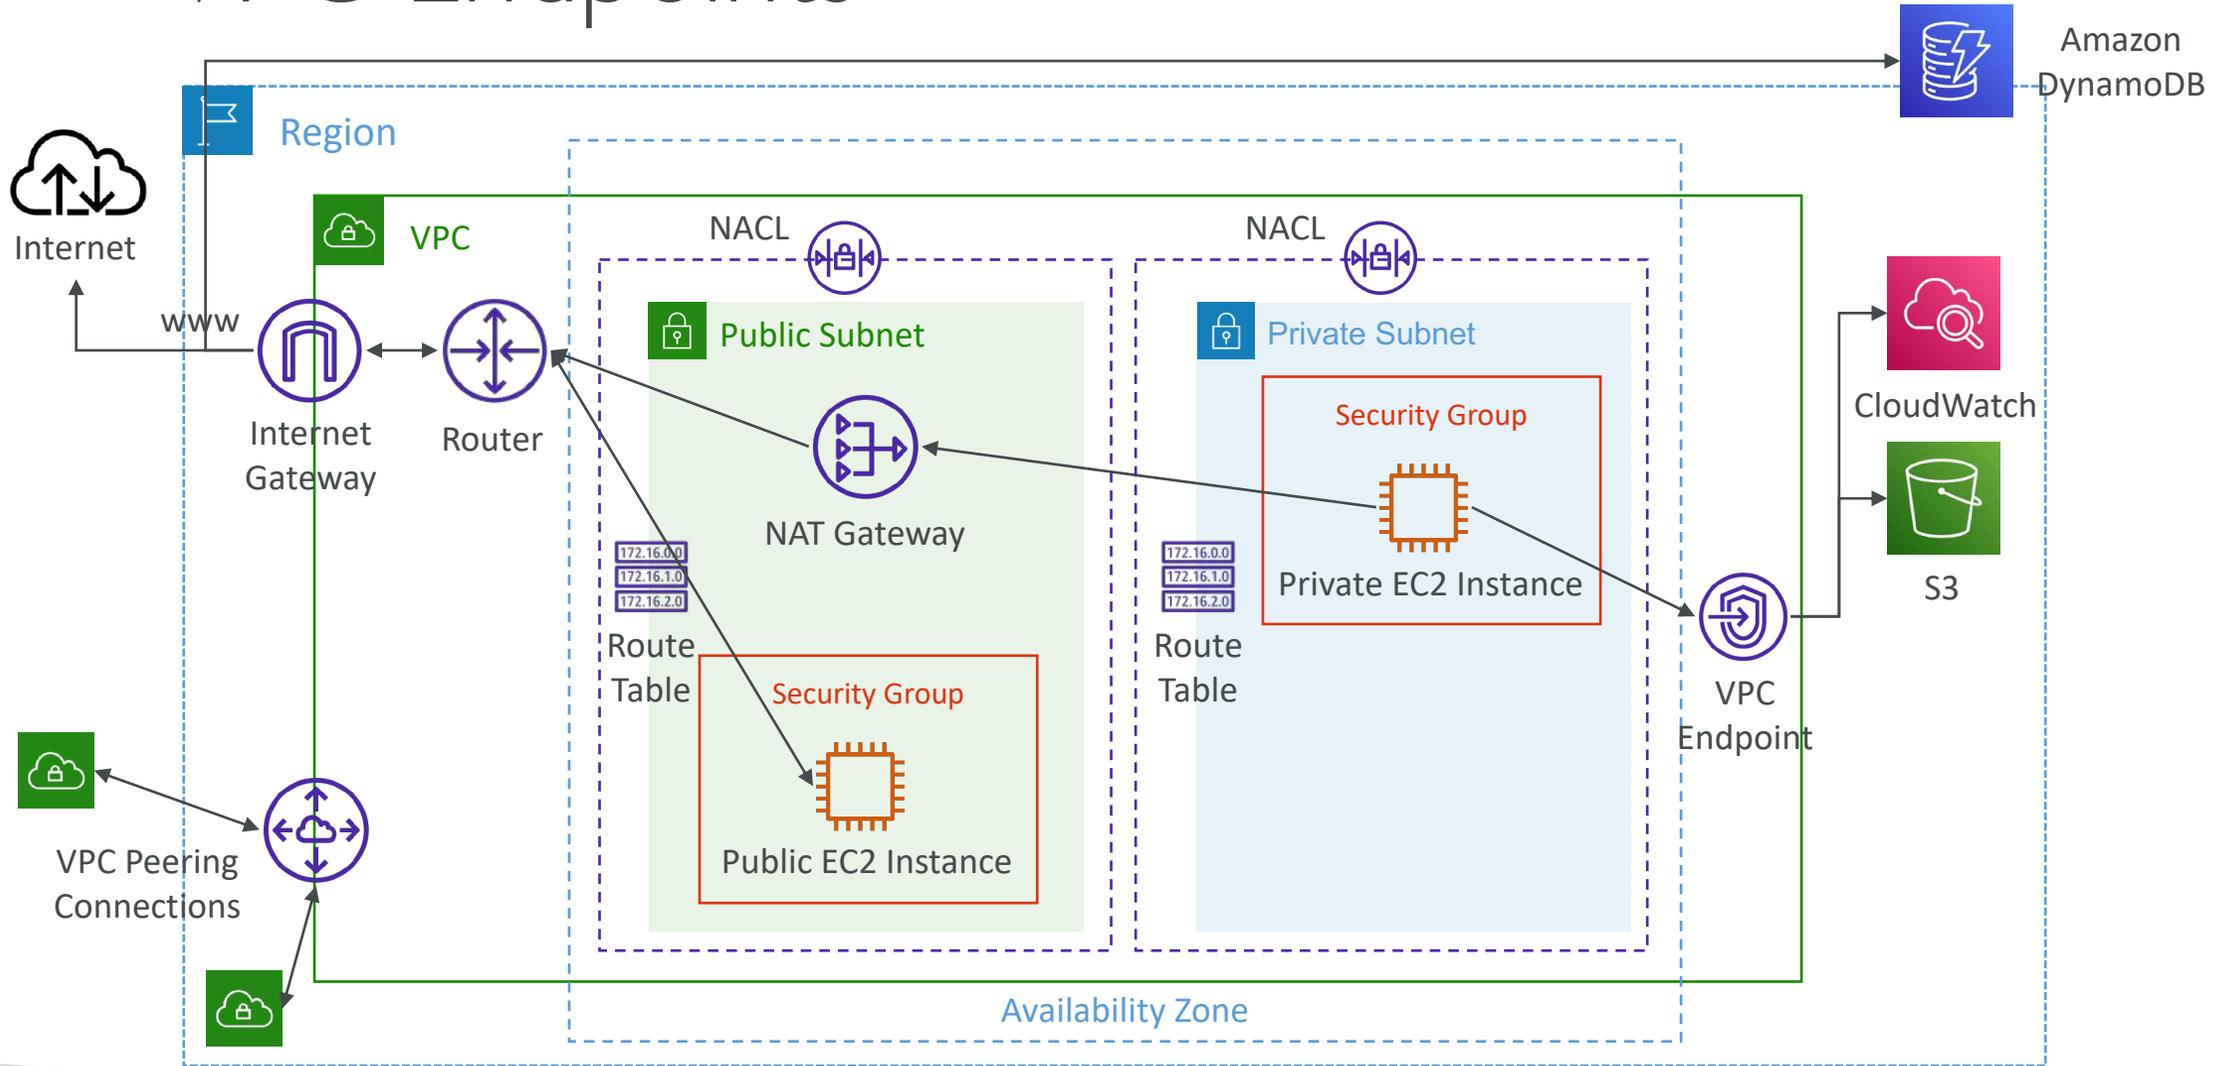 VPC Endpoints
Amazon
DynamoDB
Region
Internet
VPC
NACL
NACL
www
Public Subnet
Private Subnet
Security Group
CloudWatch
Internet
Gateway
Router
NAT Gateway
172.16.0.0
172.16.1.0
172.16.2.0
172.16.0.0
172.16.1.0
172.16.2.0
Private EC2 Instance
S3
Route
Table
Route
Table
Security Group
VPC
Endpoint
Public EC2 Instance
VPC Peering
Connections
Availability Zone